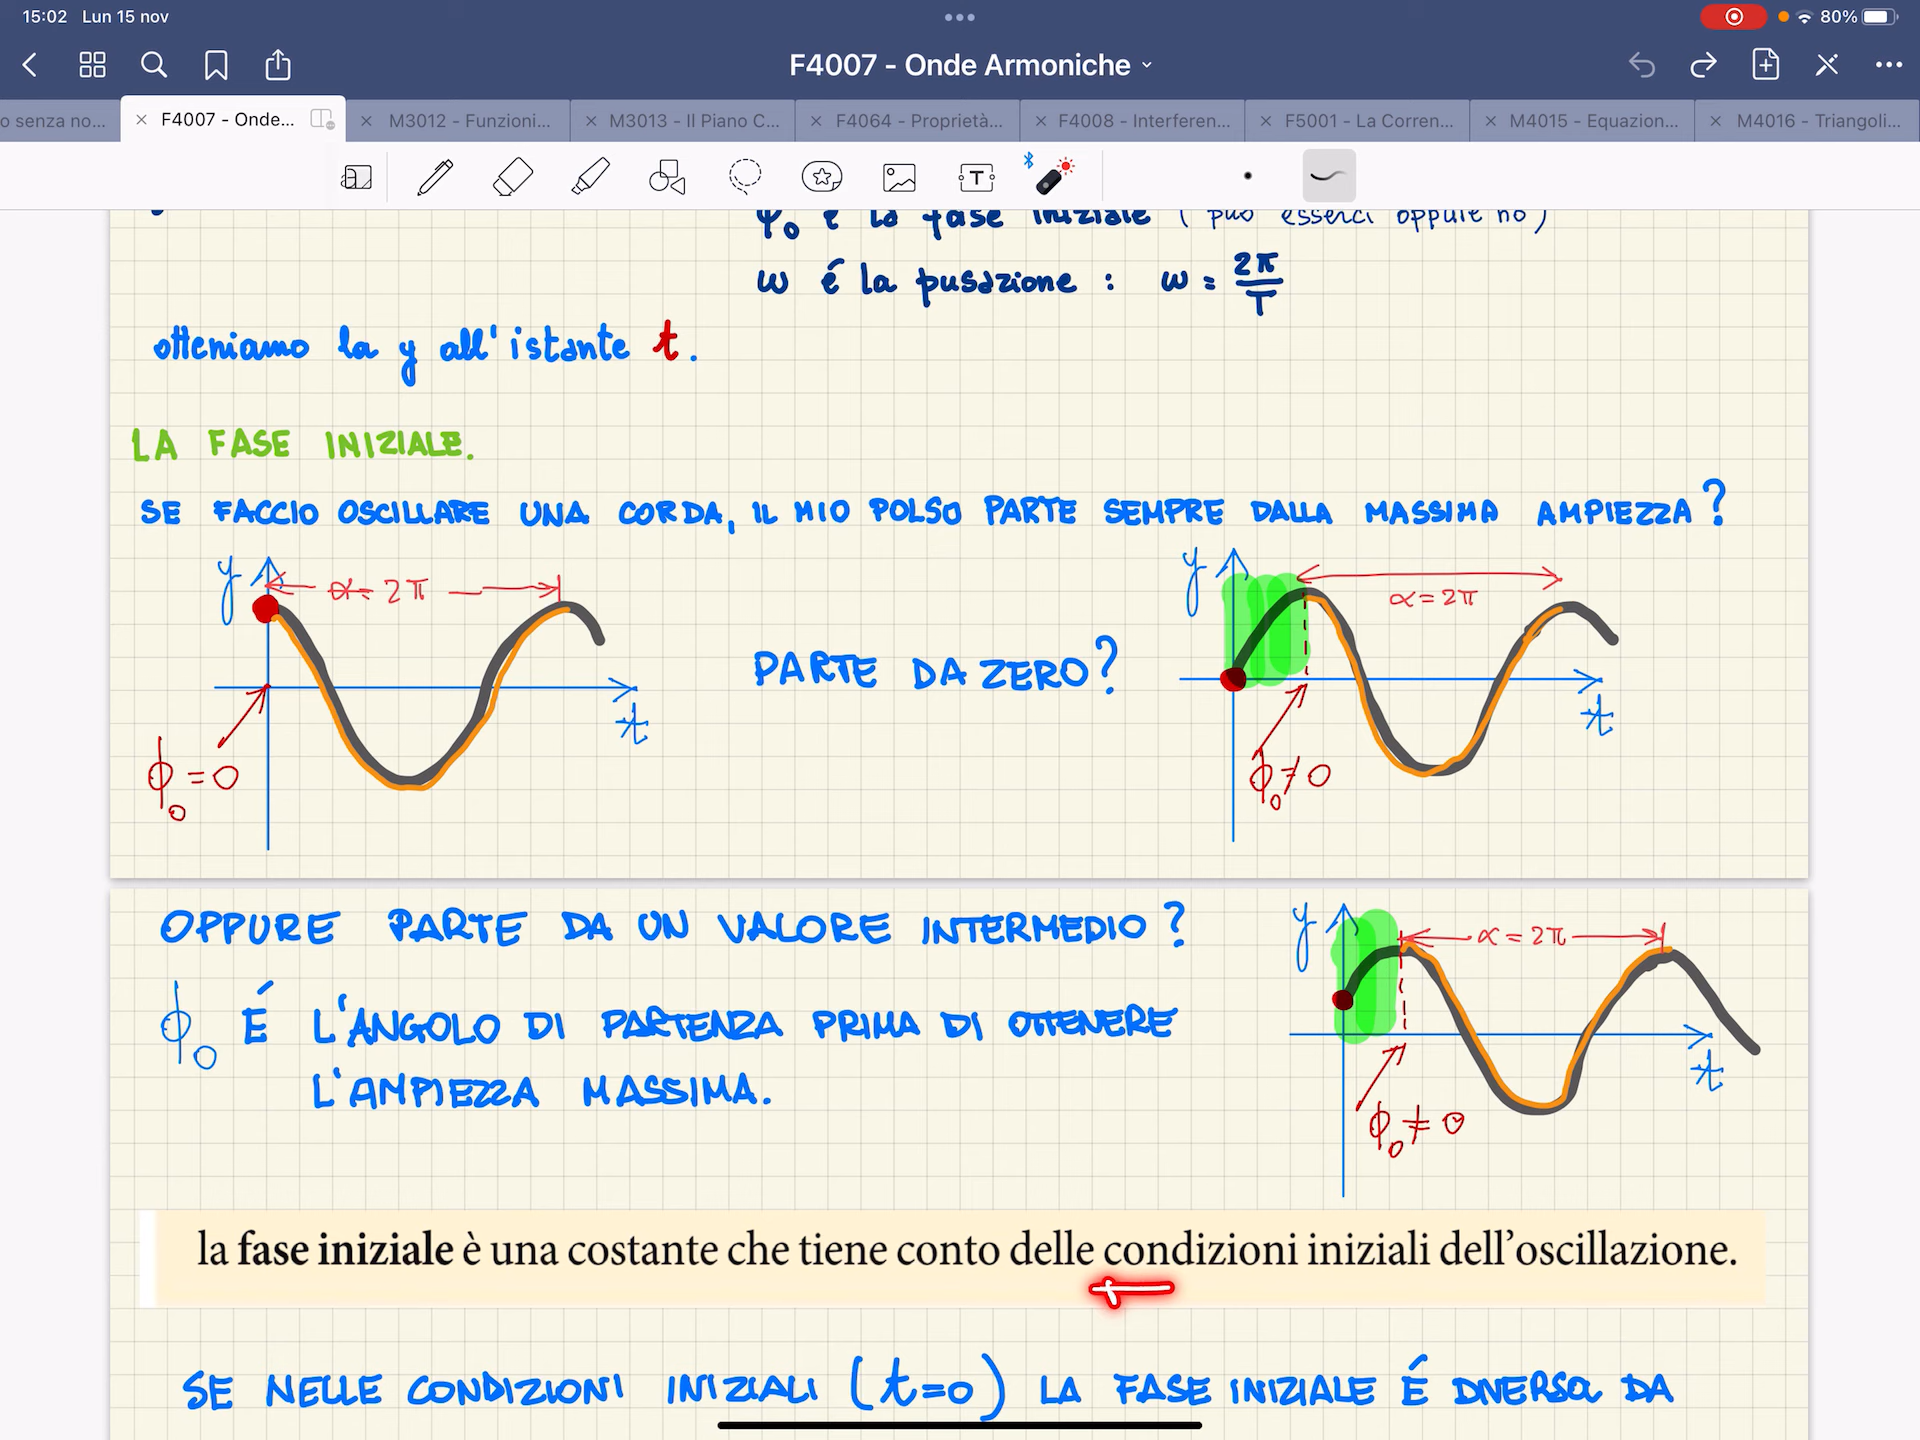 15:02 Lun 15 nov
80%
F4007 - Onde Armoniche
o senza no...
F4007 - Onde...
M3012 - Funzioni...
M3013 - Il Piano C...
F4064 - Proprietà...
F4008 - Interferen...
F5001 - La Corren...
M4015 - Equazion...
M4016 - Triangoli...
φ₀ è la fase iniziale (può esserci oppure no)
ω é la pusazione : ω = 2π/T
otteniamo la y all'istante t.
LA FASE INIZIALE.
SE FACCIO OSCILLARE UNA CORDA, IL MIO POLSO PARTE SEMPRE DALLA MASSIMA AMPIEZZA?
y
α = 2π
t
ϕ₀ = 0
PARTE DA ZERO?
y
α = 2π
t
ϕ₀ ≠ 0
OPPURE PARTE DA UN VALORE INTERMEDIO?
ϕ₀ É L'ANGOLO DI PARTENZA PRIMA DI OTTENERE
L'AMPIEZZA MASSIMA.
y
α = 2π
t
ϕ₀ ≠ 0
la fase iniziale è una costante che tiene conto delle condizioni iniziali dell'oscillazione.
SE NELLE CONDIZIONI INIZIALI (t=0) LA FASE INIZIALE É DIVERSA DA